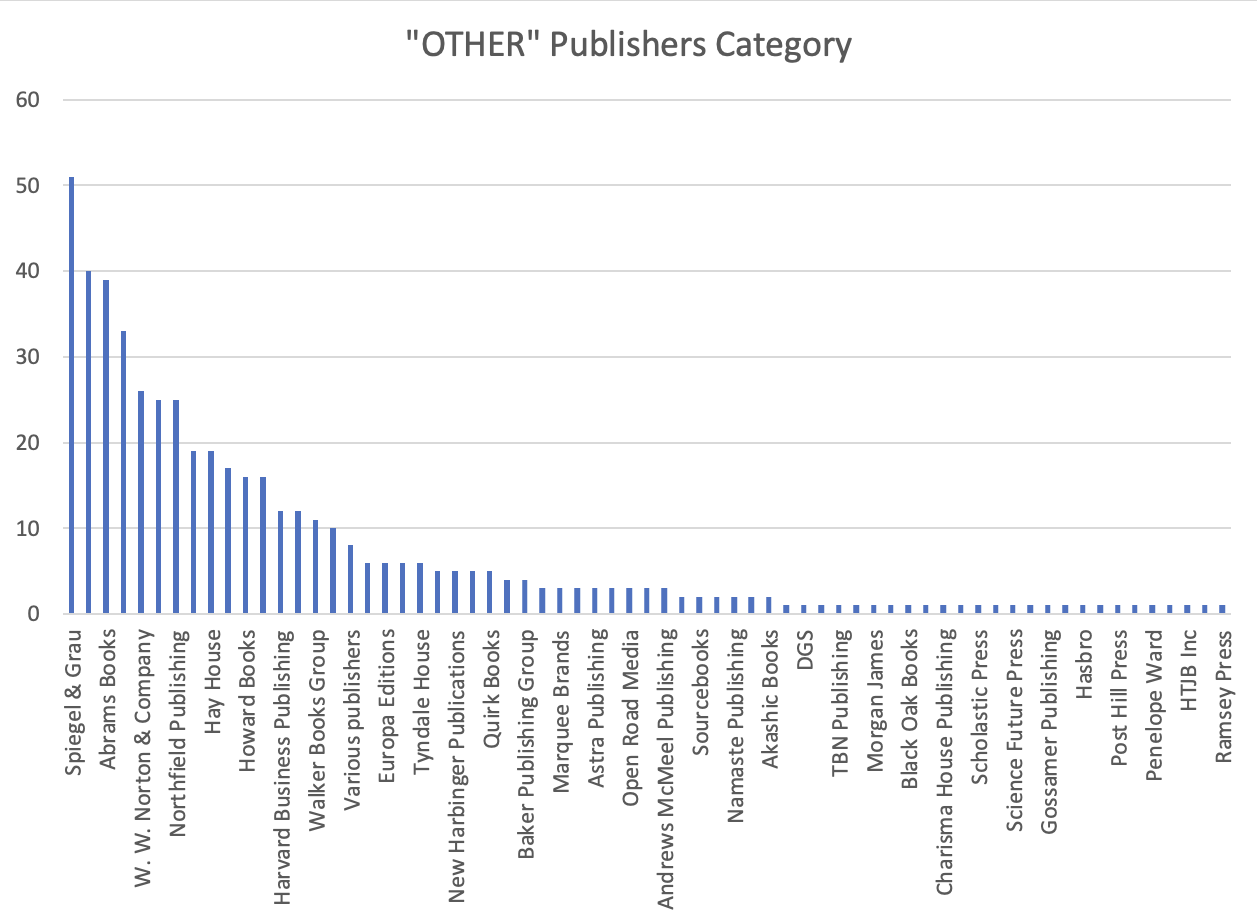 "OTHER" Publishers Category
60
50
40
30
20
10
0
Spiegel & Grau
Abrams Books
W. W. Norton & Company
Northfield Publishing
Hay House
Howard Books
Harvard Business Publishing
Walker Books Group
Various publishers
Europa Editions
Tyndale House
New Harbinger Publications
Quirk Books
Baker Publishing Group
Marquee Brands
Astra Publishing
Open Road Media
Andrews McMeel Publishing
Sourcebooks
Namaste Publishing
Akashic Books
DGS
TBN Publishing
Morgan James
Black Oak Books
Charisma House Publishing
Scholastic Press
Science Future Press
Gossamer Publishing
Hasbro
Post Hill Press
Penelope Ward
HTJB Inc
Ramsey Press